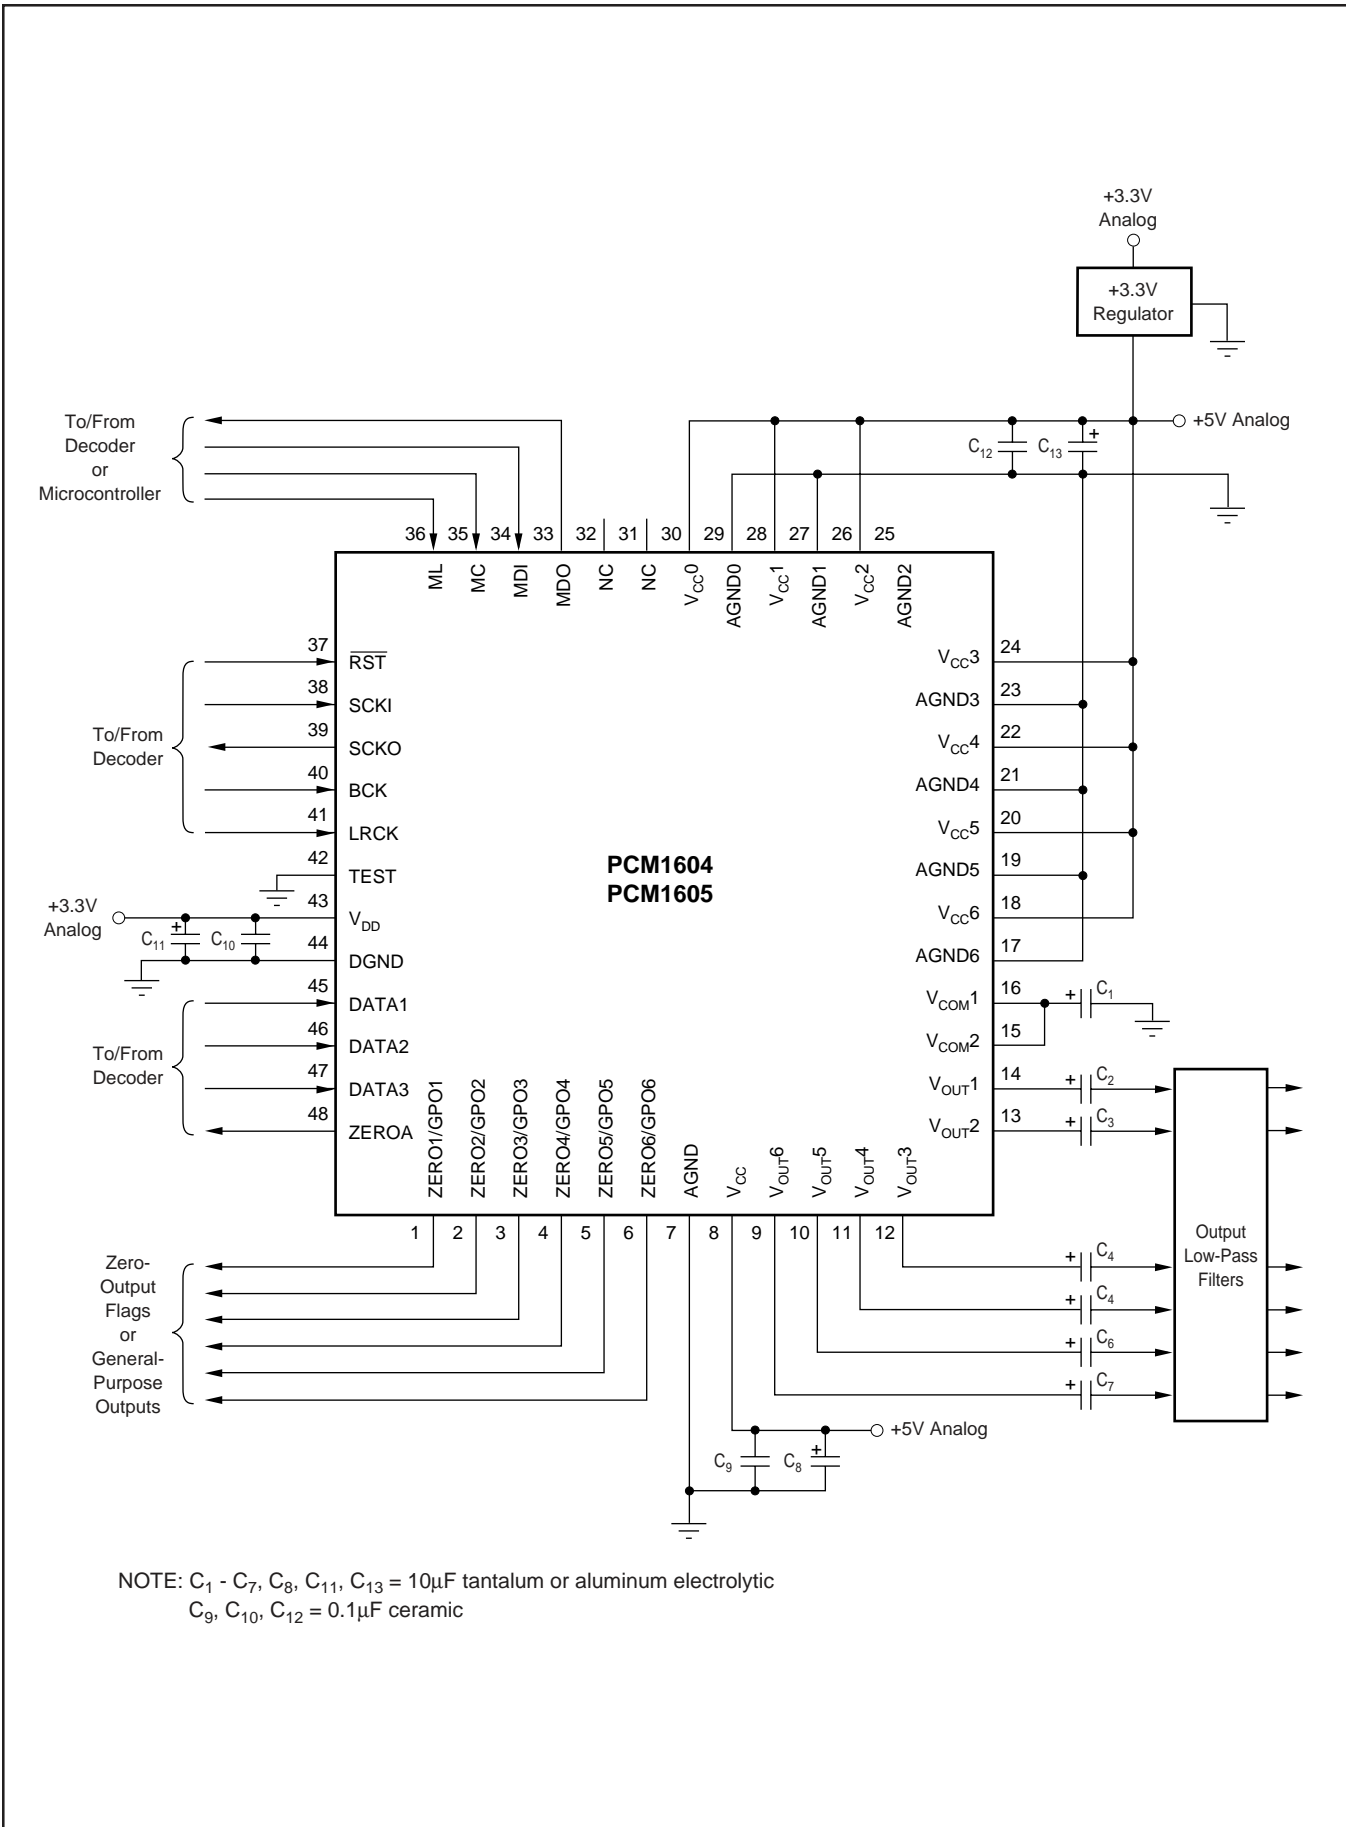 +3.3V
Analog
+3.3V
Regulator
+5V Analog
C12
C13
+
To/From
Decoder
or
Microcontroller
36 35 34 33 32 31 30 29 28 27 26 25
ML MC MDI MDO NC NC VCC0 AGND0 VCC1 AGND1 VCC2 AGND2
To/From
Decoder
37 RST
38 SCKI
39 SCKO
40 BCK
41 LRCK
42 TEST
+3.3V
Analog
43 VDD
+
C11 C10
44 DGND
To/From
Decoder
45 DATA1
46 DATA2
47 DATA3
48 ZEROA
PCM1604
PCM1605
VCC3 24
AGND3 23
VCC4 22
AGND4 21
VCC5 20
AGND5 19
VCC6 18
AGND6 17
VCOM1 16 + C1
VCOM2 15
VOUT1 14 + C2
VOUT2 13 + C3
ZERO1/GPO1 ZERO2/GPO2 ZERO3/GPO3 ZERO4/GPO4 ZERO5/GPO5 ZERO6/GPO6 AGND VCC VOUT6 VOUT5 VOUT4 VOUT3
1 2 3 4 5 6 7 8 9 10 11 12
Zero-
Output
Flags
or
General-
Purpose
Outputs
+ C4
+ C4
+ C6
+ C7
Output
Low-Pass
Filters
+5V Analog
C9 C8 +
NOTE: C1 - C7, C8, C11, C13 = 10µF tantalum or aluminum electrolytic
C9, C10, C12 = 0.1µF ceramic